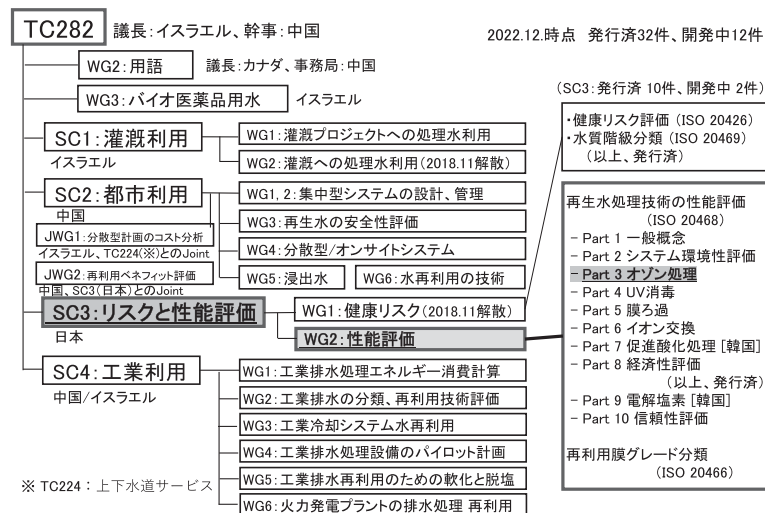 TC282 議長：イスラエル、幹事：中国
2022.12.時点 発行済32件、開発中12件
WG2：用語 議長：カナダ、事務局：中国
WG3：バイオ医薬品用水 イスラエル
SC1：灌漑利用
イスラエル
WG1：灌漑プロジェクトへの処理水利用
WG2：灌漑への処理水利用(2018.11解散)
SC2：都市利用
中国
WG1, 2：集中型システムの設計、管理
WG3：再生水の安全性評価
WG4：分散型/オンサイトシステム
WG5：浸出水 WG6：水再利用の技術
JWG1：分散型計画のコスト分析
イスラエル、TC224(※)とのJoint
JWG2：再利用ベネフィット評価
中国、SC3(日本)とのJoint
SC3：リスクと性能評価
日本
WG1：健康リスク(2018.11解散)
WG2：性能評価
SC4：工業利用
中国/イスラエル
WG1：工業排水処理エネルギー消費計算
WG2：工業排水の分類、再利用技術評価
WG3：工業冷却システム水再利用
WG4：工業排水処理設備のパイロット計画
WG5：工業排水再利用のための軟化と脱塩
WG6：火力発電プラントの排水処理 再利用
※ TC224：上下水道サービス
(SC3：発行済 10件、開発中 2件)
・健康リスク評価 (ISO 20426)
・水質階級分類 (ISO 20469)
(以上、発行済)
再生水処理技術の性能評価
(ISO 20468)
- Part 1 一般概念
- Part 2 システム環境性評価
- Part 3 オゾン処理
- Part 4 UV消毒
- Part 5 膜ろ過
- Part 6 イオン交換
- Part 7 促進酸化処理 [韓国]
- Part 8 経済性評価
(以上、発行済)
- Part 9 電解塩素 [韓国]
- Part 10 信頼性評価
再利用膜グレード分類
(ISO 20466)